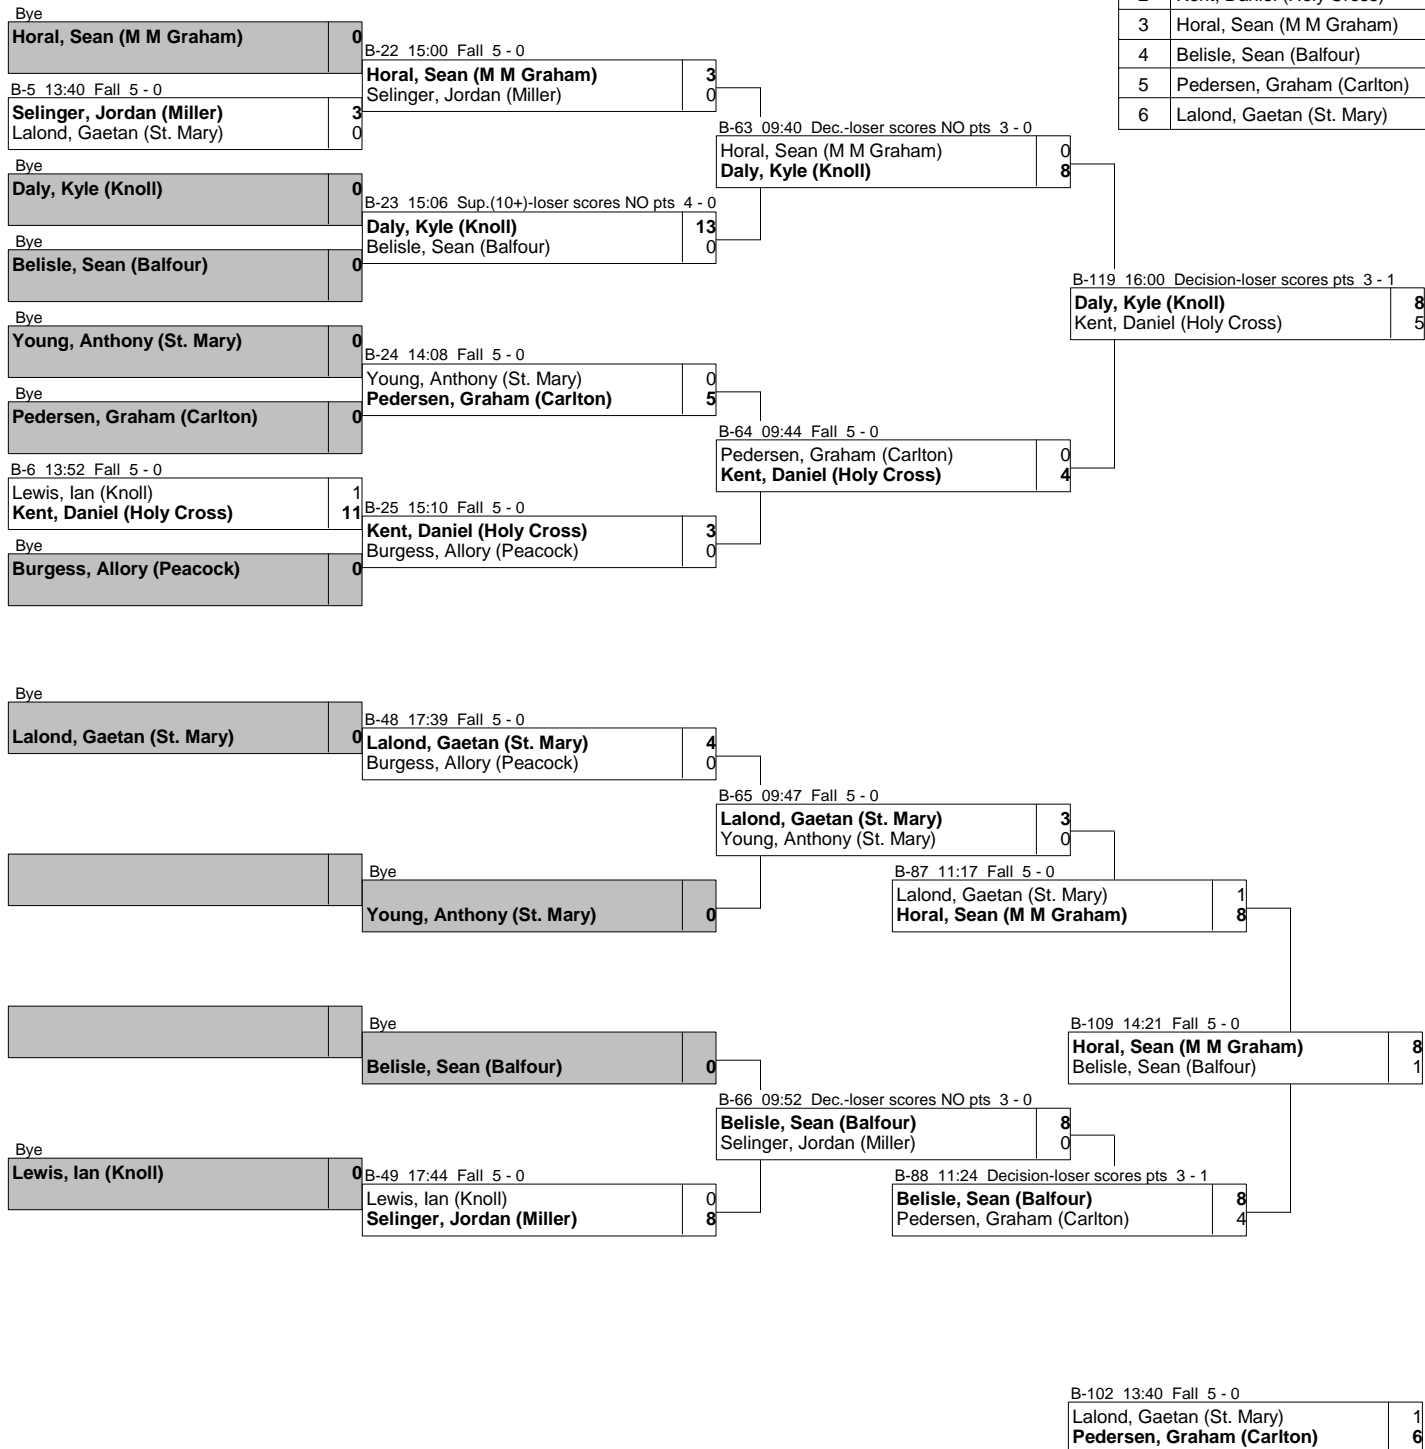 Bye
Horal, Sean (M M Graham) 0
B-5 13:40 Fall 5 - 0
Selinger, Jordan (Miller) 3
Lalond, Gaetan (St. Mary) 0
Bye
Daly, Kyle (Knoll) 0
Bye
Belisle, Sean (Balfour) 0
Bye
Young, Anthony (St. Mary) 0
Bye
Pedersen, Graham (Carlton) 0
B-6 13:52 Fall 5 - 0
Lewis, Ian (Knoll) 1
Kent, Daniel (Holy Cross) 11
Bye
Burgess, Allory (Peacock) 0
B-22 15:00 Fall 5 - 0
Horal, Sean (M M Graham) 3
Selinger, Jordan (Miller) 0
B-23 15:06 Sup.(10+)-loser scores NO pts 4 - 0
Daly, Kyle (Knoll) 13
Belisle, Sean (Balfour) 0
B-24 14:08 Fall 5 - 0
Young, Anthony (St. Mary) 0
Pedersen, Graham (Carlton) 5
B-25 15:10 Fall 5 - 0
Kent, Daniel (Holy Cross) 3
Burgess, Allory (Peacock) 0
B-63 09:40 Dec.-loser scores NO pts 3 - 0
Horal, Sean (M M Graham) 0
Daly, Kyle (Knoll) 8
B-64 09:44 Fall 5 - 0
Pedersen, Graham (Carlton) 0
Kent, Daniel (Holy Cross) 4
B-119 16:00 Decision-loser scores pts 3 - 1
Daly, Kyle (Knoll) 8
Kent, Daniel (Holy Cross) 5
3 Horal, Sean (M M Graham)
4 Belisle, Sean (Balfour)
5 Pedersen, Graham (Carlton)
6 Lalond, Gaetan (St. Mary)
Bye
Lalond, Gaetan (St. Mary) 0
Bye
Lewis, Ian (Knoll) 0
B-48 17:39 Fall 5 - 0
Lalond, Gaetan (St. Mary) 4
Burgess, Allory (Peacock) 0
Bye
Young, Anthony (St. Mary) 0
Bye
Belisle, Sean (Balfour) 0
B-49 17:44 Fall 5 - 0
Lewis, Ian (Knoll) 0
Selinger, Jordan (Miller) 8
B-65 09:47 Fall 5 - 0
Lalond, Gaetan (St. Mary) 3
Young, Anthony (St. Mary) 0
B-66 09:52 Dec.-loser scores NO pts 3 - 0
Belisle, Sean (Balfour) 8
Selinger, Jordan (Miller) 0
B-87 11:17 Fall 5 - 0
Lalond, Gaetan (St. Mary) 1
Horal, Sean (M M Graham) 8
B-88 11:24 Decision-loser scores pts 3 - 1
Belisle, Sean (Balfour) 8
Pedersen, Graham (Carlton) 4
B-109 14:21 Fall 5 - 0
Horal, Sean (M M Graham) 8
Belisle, Sean (Balfour) 1
B-102 13:40 Fall 5 - 0
Lalond, Gaetan (St. Mary) 1
Pedersen, Graham (Carlton) 6